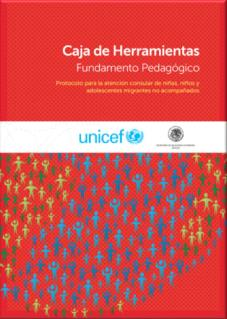 Caja de Herramientas
Fundamento Pedagógico
Protocolo para la atención consular de niñas, niños y
adolescentes migrantes no acompañados
unicef